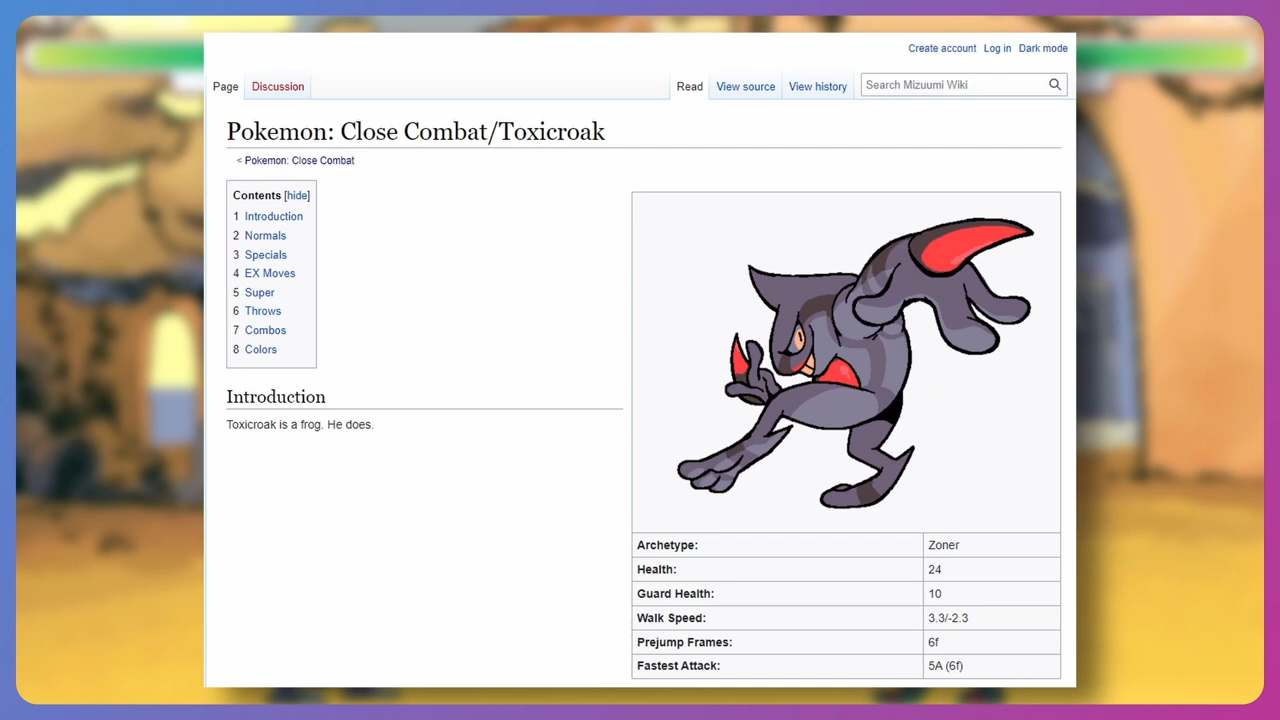 Create account Log in Dark mode
Page Discussion Read View source View history Search Mizuumi Wiki
Pokemon: Close Combat/Toxicroak
< Pokemon: Close Combat
Contents [hide]
1 Introduction
2 Normals
3 Specials
4 EX Moves
5 Super
6 Throws
7 Combos
8 Colors
Introduction
Toxicroak is a frog. He does.
Archetype: Zoner
Health: 24
Guard Health: 10
Walk Speed: 3.3/-2.3
Prejump Frames: 6f
Fastest Attack: 5A (6f)